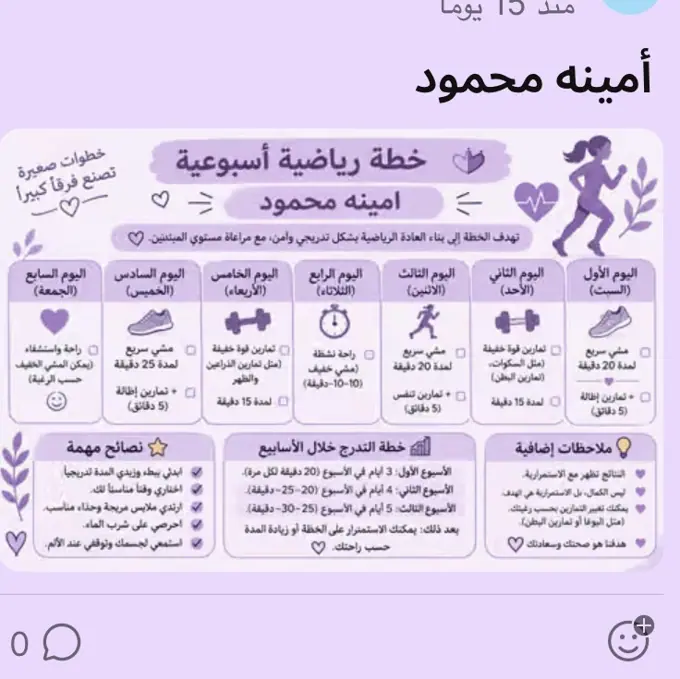 منذ 15 يوما
أمينه محمود
خطوات صغيرة
تصنع فرقاً كبيراً
خطة رياضية أسبوعية
امينه محمود
تهدف الخطة إلى بناء العادة الرياضية بشكل تدريجي وآمن، مع مراعاة مستوى المبتدئين.
اليوم الأول
(السبت)
مشي سريع
لمدة 20 دقيقة
+ تمارين إطالة
(5 دقائق)
اليوم الثاني
(الأحد)
تمارين قوة خفيفة
(مثل السكوات،
تمارين البطن)
لمدة 15 دقيقة
اليوم الثالث
(الاثنين)
مشي سريع
لمدة 20 دقيقة
+ تمارين تنفس
(5 دقائق)
اليوم الرابع
(الثلاثاء)
راحة نشطة
(مشي خفيف
10–10-دقيقة)
اليوم الخامس
(الأربعاء)
تمارين قوة خفيفة
(مثل تمارين الذراعين
والظهر
لمدة 15 دقيقة
اليوم السادس
(الخميس)
مشي سريع
لمدة 25 دقيقة
+ تمارين إطالة
(5 دقائق)
اليوم السابع
(الجمعة)
راحة واستشفاء
(يمكن المشي الخفيف
حسب الرغبة)
ملاحظات إضافية
النتائج تظهر مع الاستمرارية.
ليس الكمال، بل الاستمرارية هي الهدف.
يمكنك تغيير التمارين بحسب رغبتك.
(مثل اليوغا أو تمارين البطن).
هدفنا هو صحتك وسعادتك
خطة التدرج خلال الأسابيع
الأسبوع الأول: 3 أيام في الأسبوع (20 دقيقة لكل مرة).
الأسبوع الثاني: 4 أيام في الأسبوع (20–25-دقيقة).
الأسبوع الثالث: 5 أيام في الأسبوع (25–30-دقيقة).
بعد ذلك: يمكنك الاستمرار على الخطة أو زيادة المدة
حسب راحتك.
نصائح مهمة
ابدئي ببطء وزيدي المدة تدريجياً.
اختاري وقتاً مناسباً لك.
ارتدي ملابس مريحة وحذاء مناسب.
احرصي على شرب الماء.
استمعي لجسمك وتوقفي عند الألم.
0